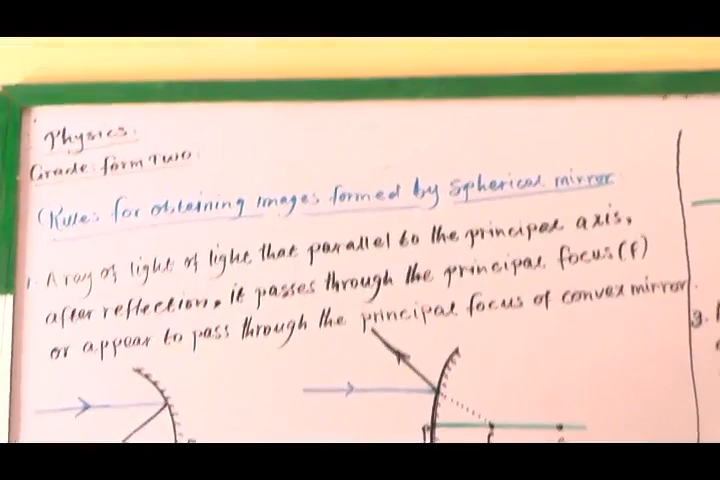 Physics.
Grade: form Two.
(Rules for obtaining images formed by spherical mirror
1. A ray of light of light that parallel to the principal axis,
after reflection, it passes through the principal focus (f)
or appear to pass through the principal focus of convex mirror.
3.